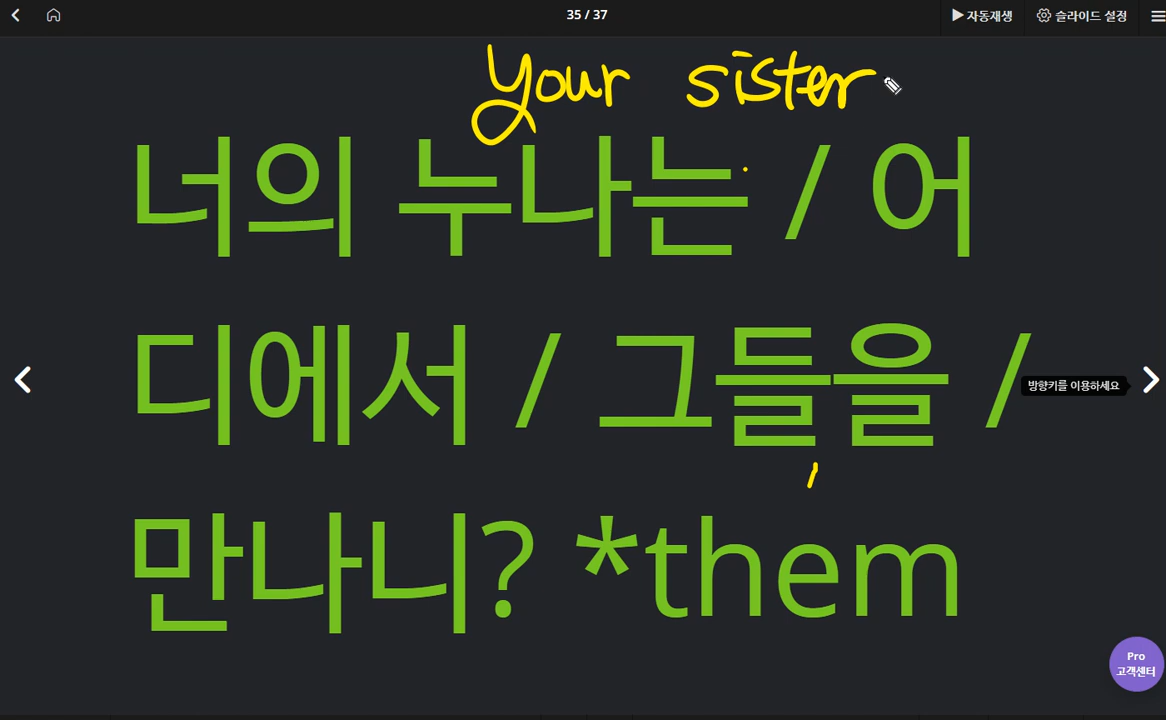 35 / 37
자동재생
슬라이드 설정
your sister
너의 누나는 / 어
디에서 / 그들을 /
방향키를 이용하세요
만나니? *them
Pro
고객센터